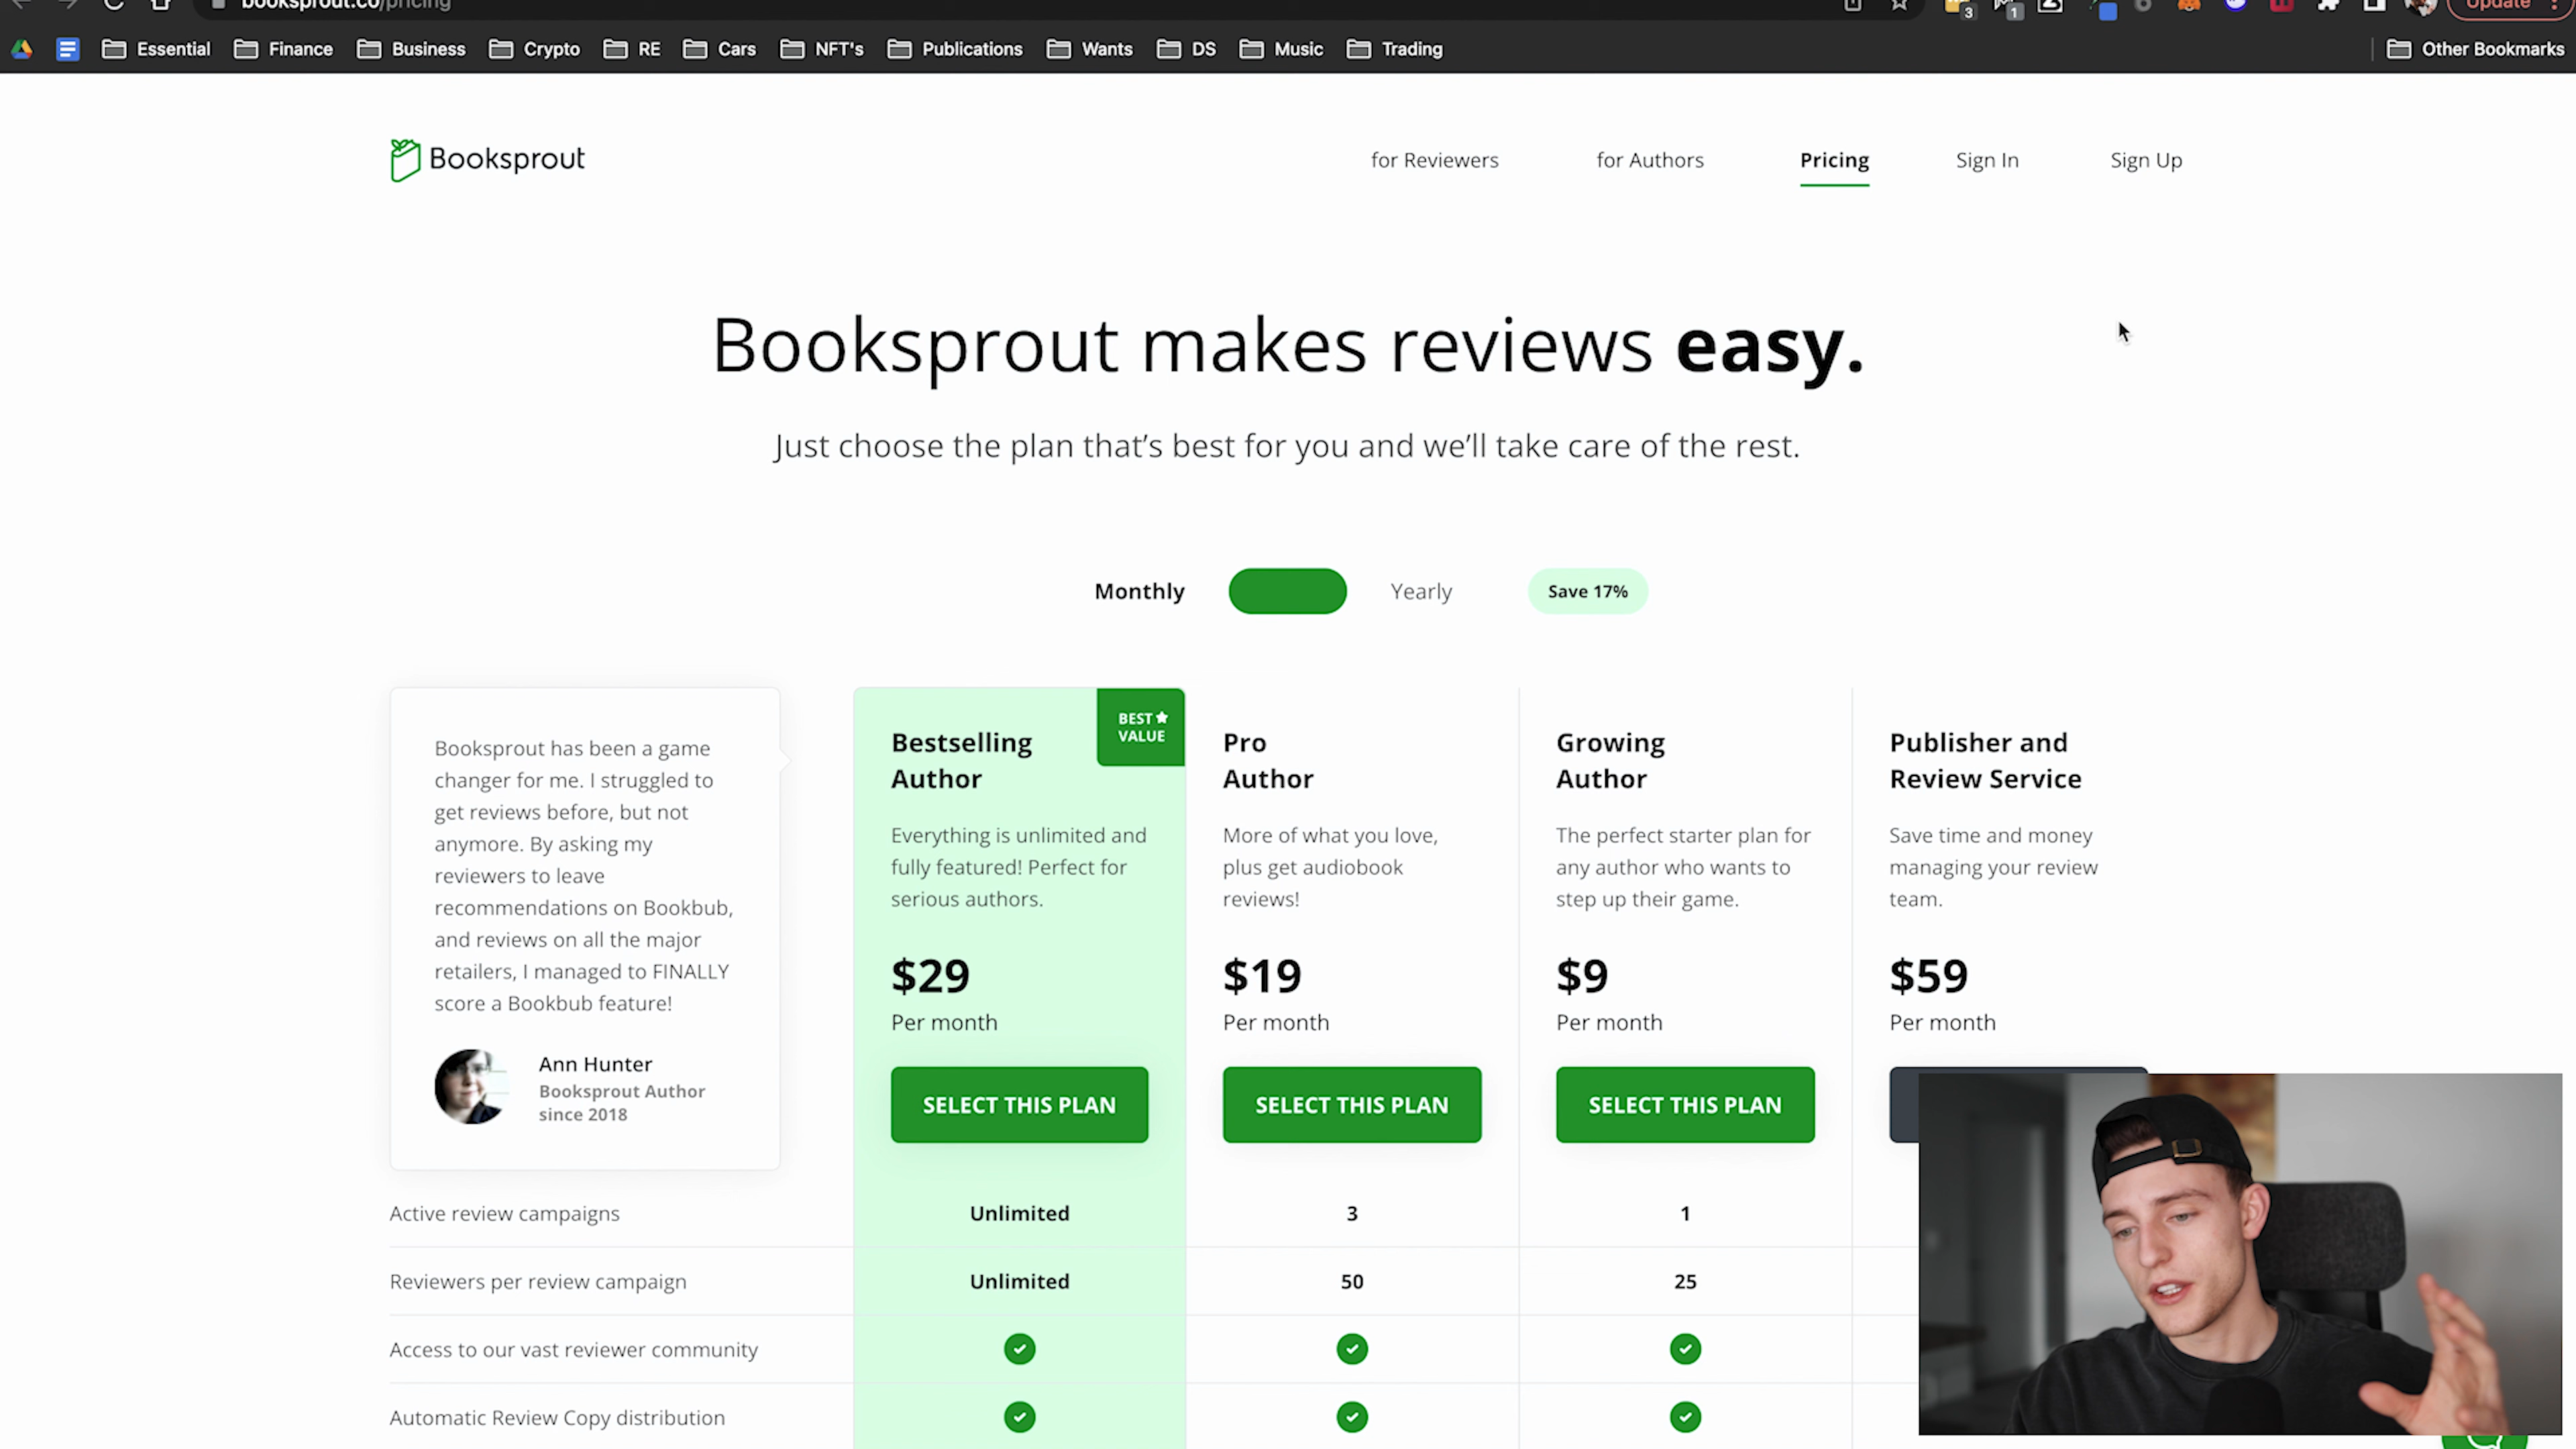 booksprout.co/pricing
3
1
Update
Essential
Finance
Business
Crypto
RE
Cars
NFT's
Publications
Wants
DS
Music
Trading
Other Bookmarks
Booksprout
for Reviewers
for Authors
Pricing
Sign In
Sign Up
Booksprout makes reviews easy.
Just choose the plan that's best for you and we'll take care of the rest.
Monthly
Yearly
Save 17%
Booksprout has been a game
changer for me. I struggled to
get reviews before, but not
anymore. By asking my
reviewers to leave
recommendations on Bookbub,
and reviews on all the major
retailers, I managed to FINALLY
score a Bookbub feature!
Ann Hunter
Booksprout Author
since 2018
BEST
VALUE
Bestselling
Author
Everything is unlimited and
fully featured! Perfect for
serious authors.
$29
Per month
SELECT THIS PLAN
Pro
Author
More of what you love,
plus get audiobook
reviews!
$19
Per month
SELECT THIS PLAN
Growing
Author
The perfect starter plan for
any author who wants to
step up their game.
$9
Per month
SELECT THIS PLAN
Publisher and
Review Service
Save time and money
managing your review
team.
$59
Per month
Active review campaigns
Unlimited
3
1
Reviewers per review campaign
Unlimited
50
25
Access to our vast reviewer community
Automatic Review Copy distribution